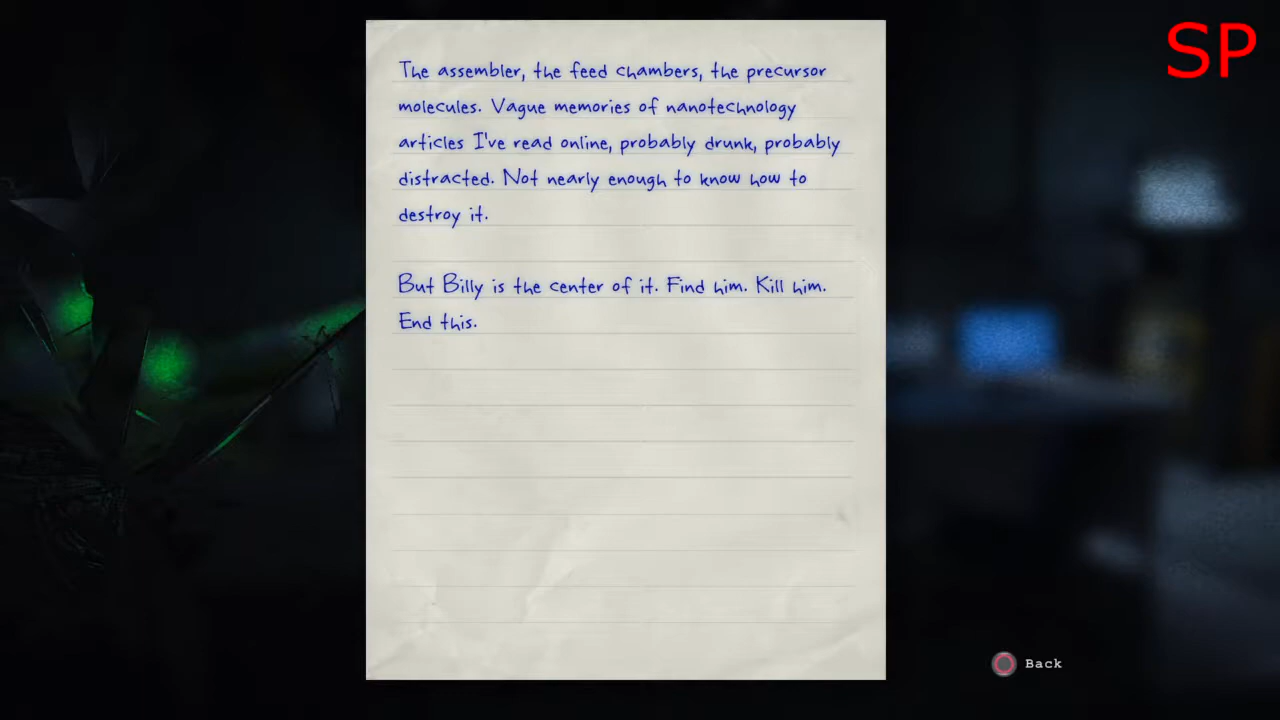 SP
The assembler, the feed chambers, the precursor
molecules. Vague memories of nanotechnology
articles I've read online, probably drunk, probably
distracted. Not nearly enough to know how to
destroy it.
But Billy is the center of it. Find him. Kill him.
End this.
Back